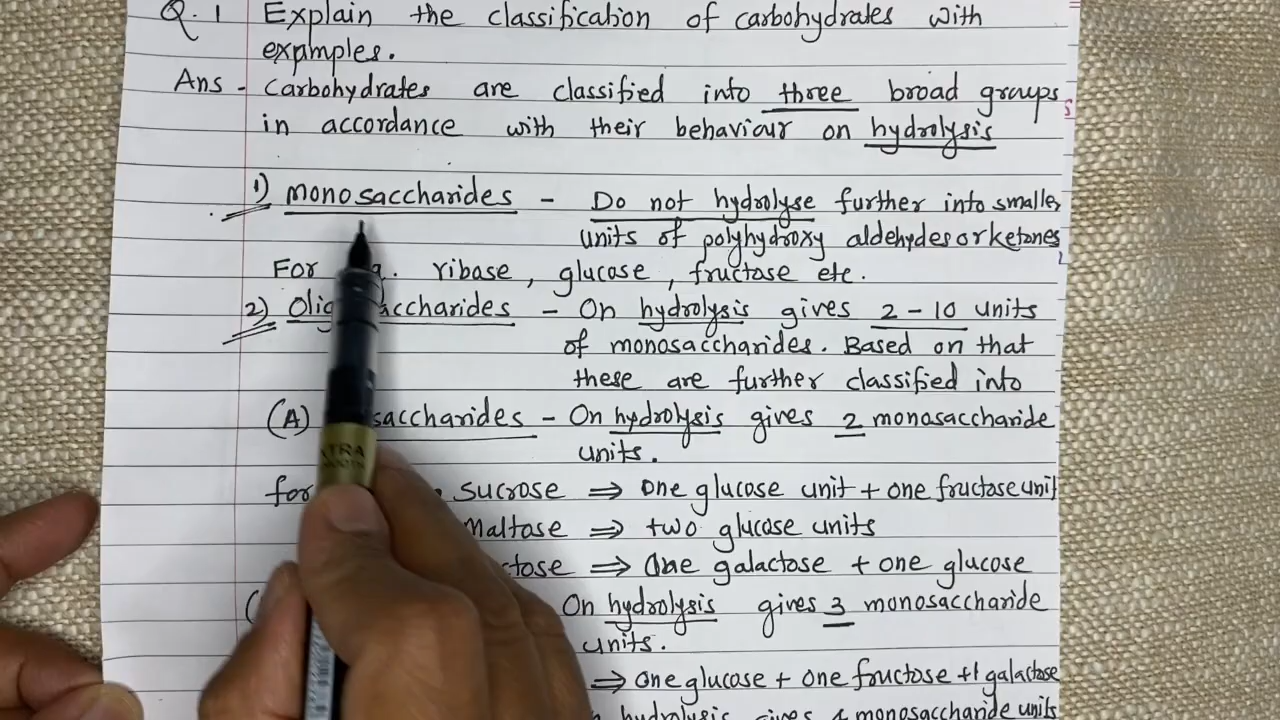 Q.1 Explain the classification of carbohydrates with
examples.
Ans - Carbohydrates are classified into three broad groups
in accordance with their behaviour on hydrolysis
1) monosaccharides - Do not hydrolyse further into smaller
units of polyhydroxy aldehydes or ketones
For ribase, glucose, fructose etc.
2) - On hydrolysis gives 2-10 units
of monosaccharides. Based on that
these are further classified into
(A) - On hydrolysis gives 2 monosaccharide
units.
for sucrose ⇒ one glucose unit + one fructose unit
Maltose ⇒ two glucose units
⇒ One galactose + one glucose
On hydrolysis gives 3 monosaccharide
units.
⇒ one glucose + one fructose +1 galactose
hydrolysis gives 4 monosaccharide units